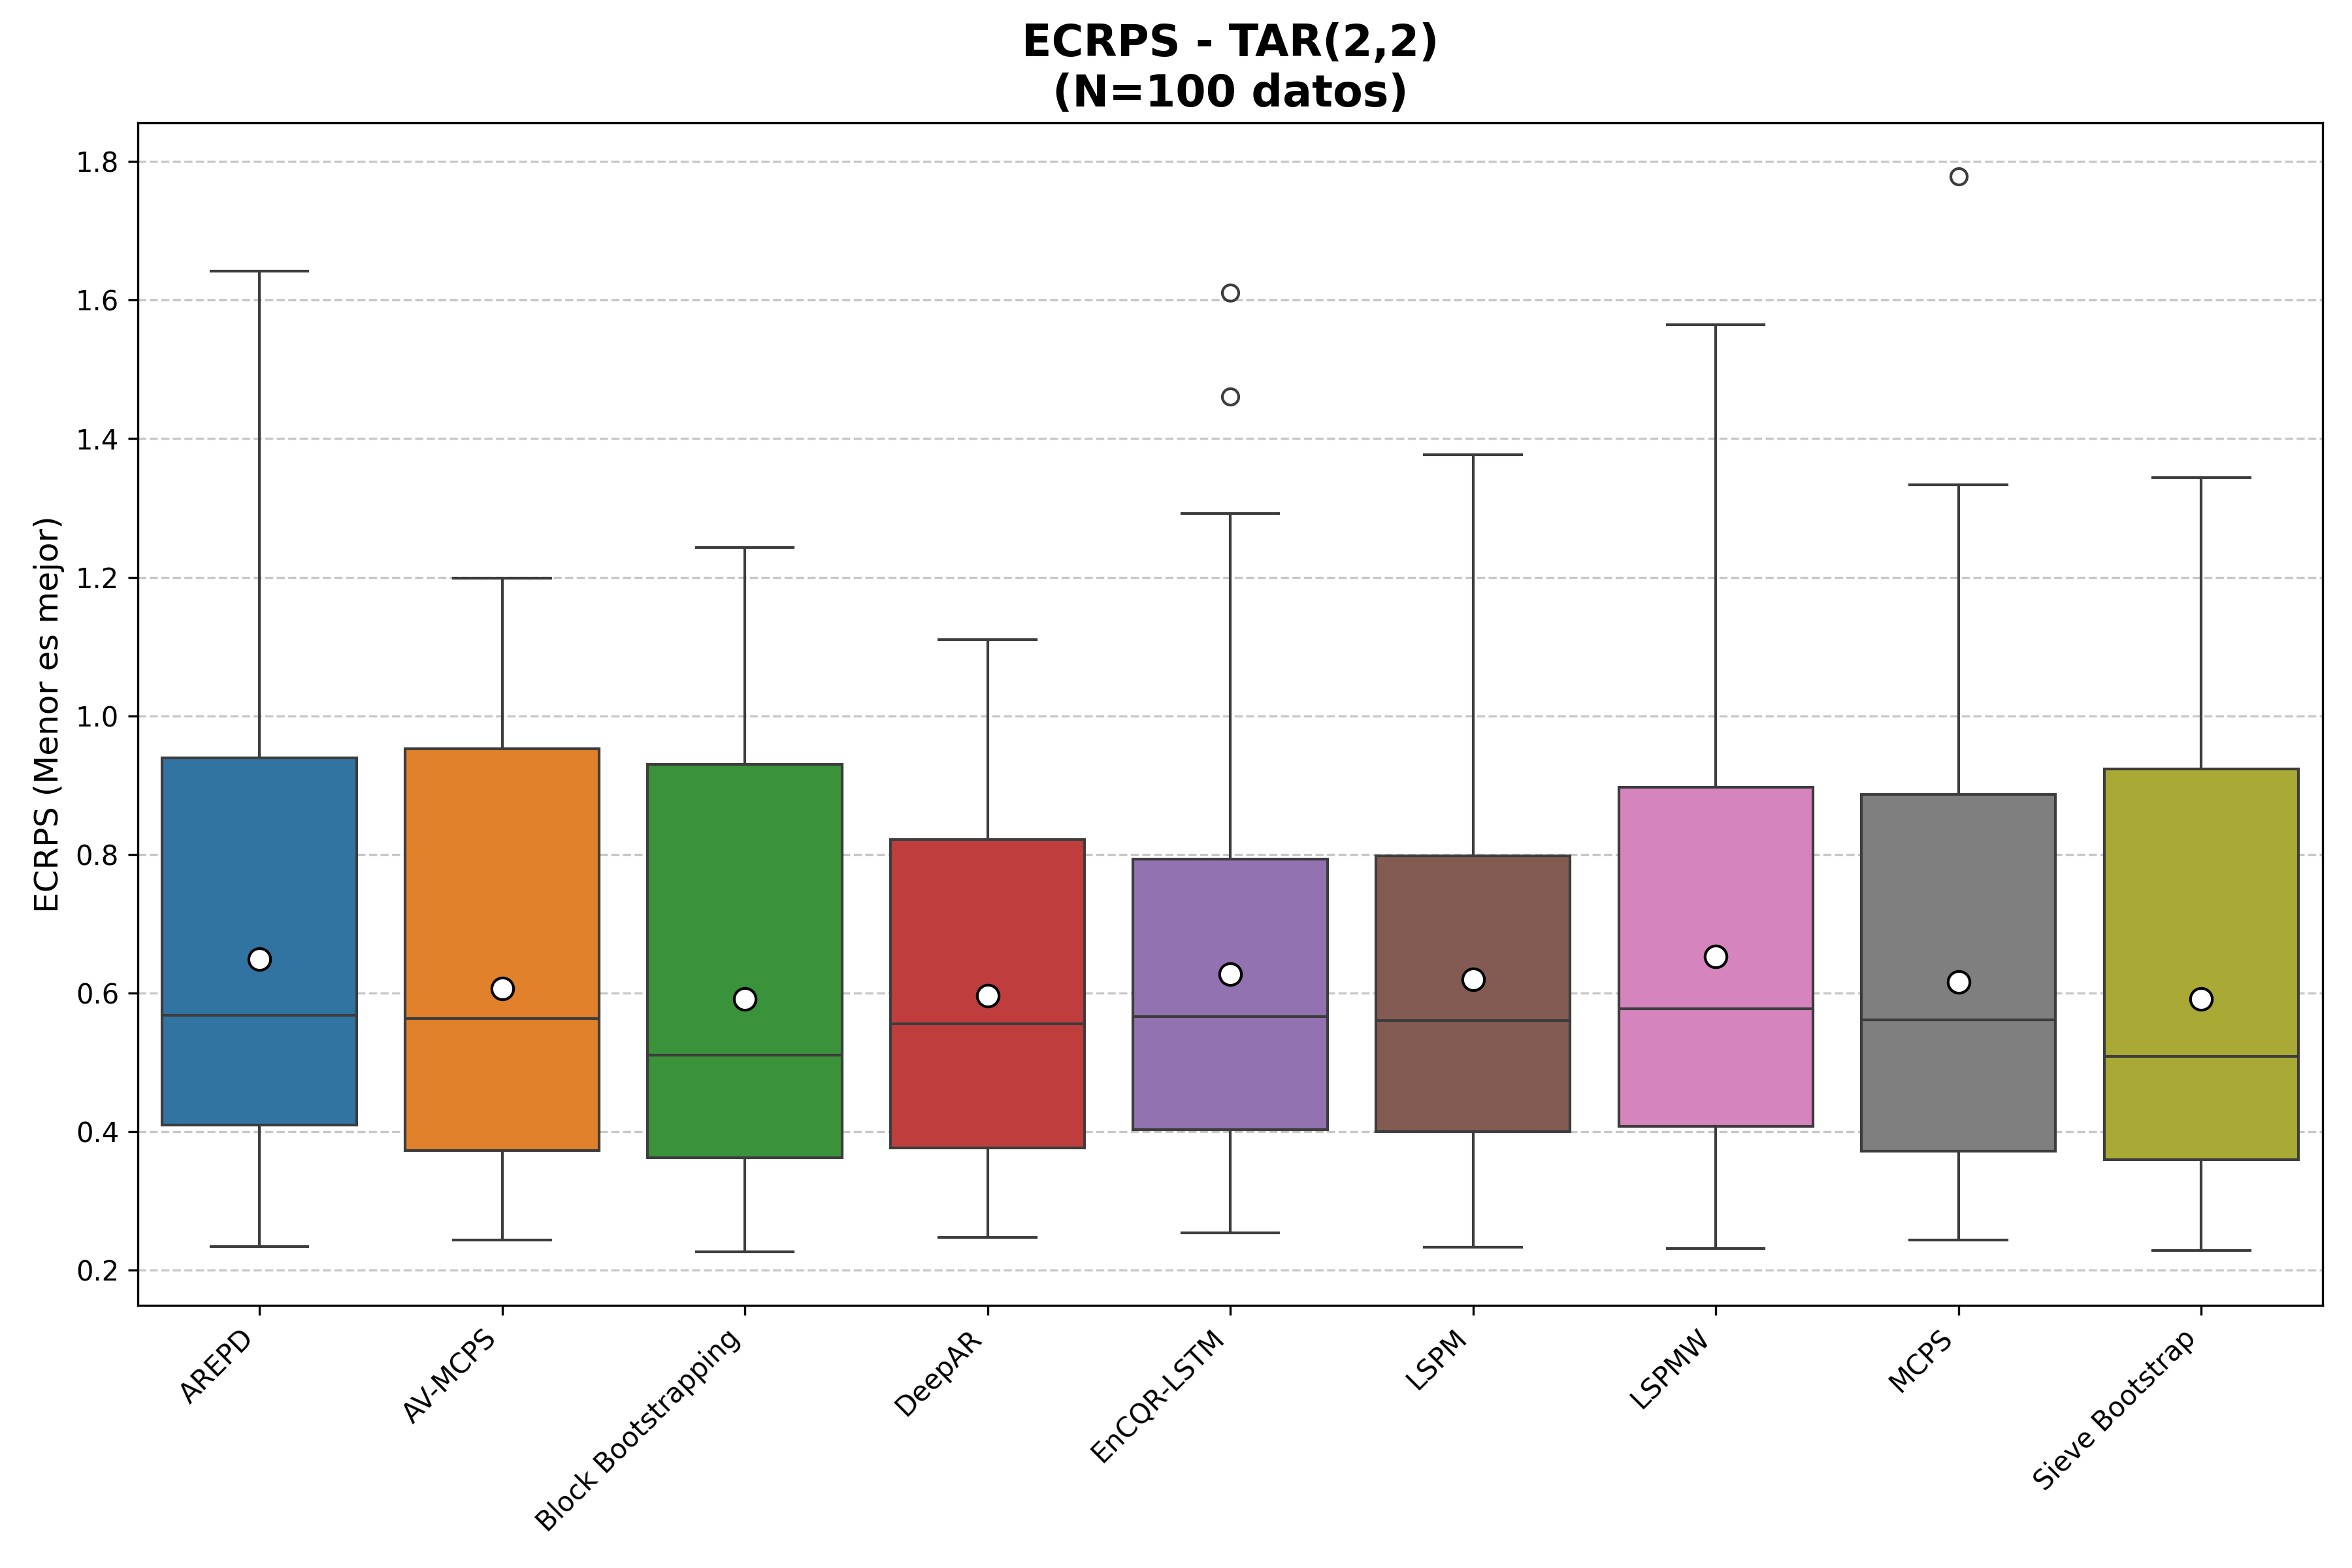 ECRPS - TAR(2,2)
(N=100 datos)
ECRPS (Menor es mejor)
1.8
1.6
1.4
1.2
1.0
0.8
0.6
0.4
0.2
AREPD
AV-MCPS
Block Bootstrapping
DeepAR
EnCQR-LSTM
LSPM
LSPMW
MCPS
Sieve Bootstrap